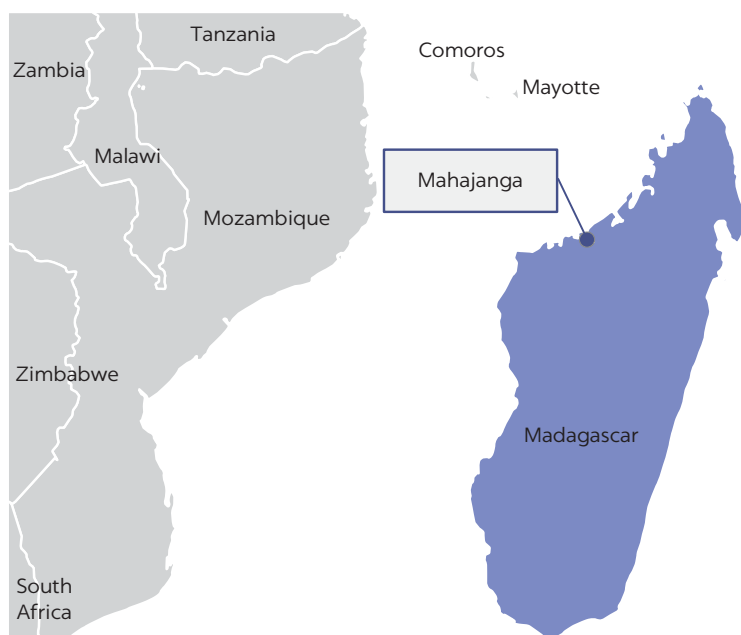 Tanzania
Comoros
Zambia
Mayotte
Malawi
Mahajanga
Mozambique
Zimbabwe
Madagascar
South
Africa